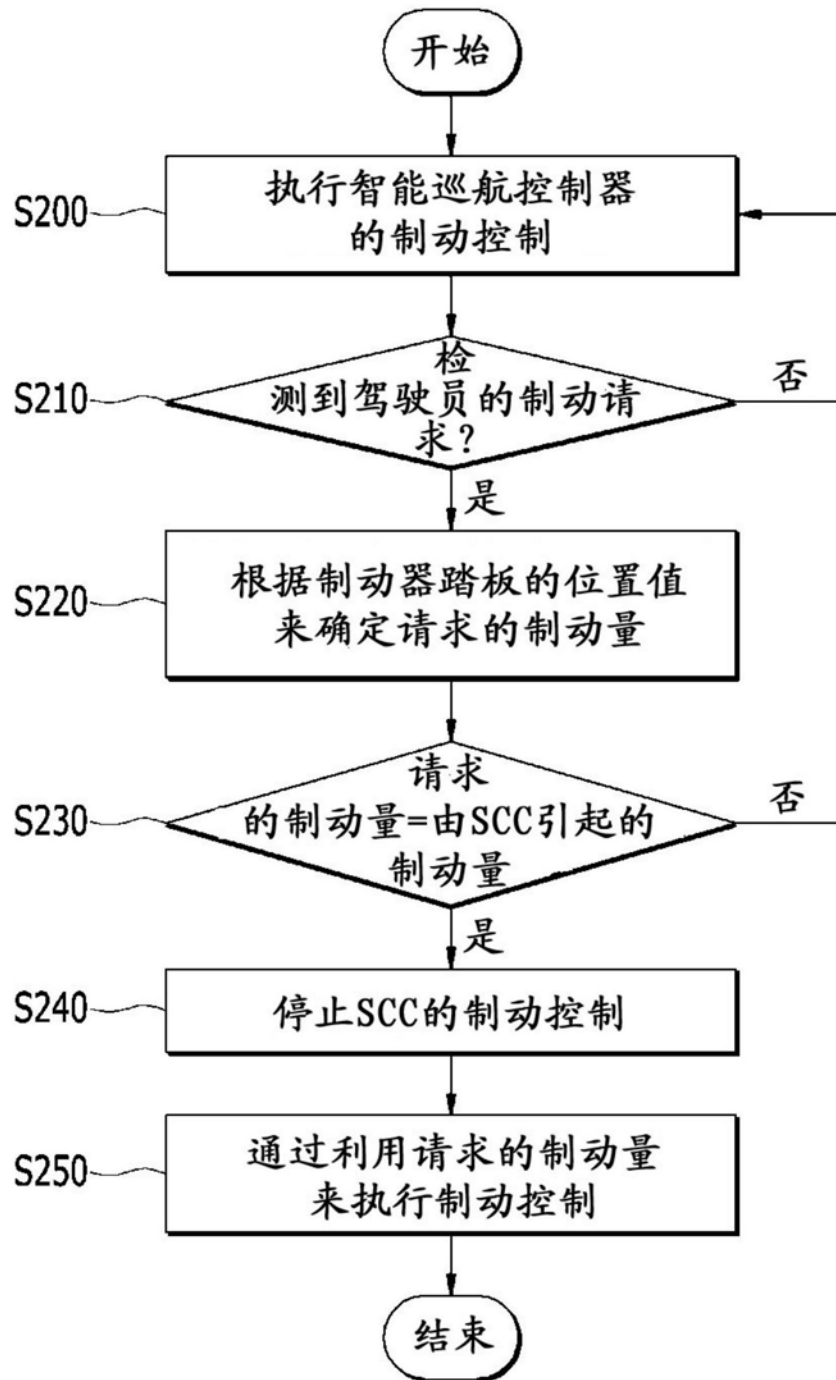 开始
S200
执行智能巡航控制器
的制动控制
S210
检
测到驾驶员的制动请
求？
否
是
S220
根据制动器踏板的位置值
来确定请求的制动量
S230
请求
的制动量=由SCC引起的
制动量
否
是
S240
停止SCC的制动控制
S250
通过利用请求的制动量
来执行制动控制
结束